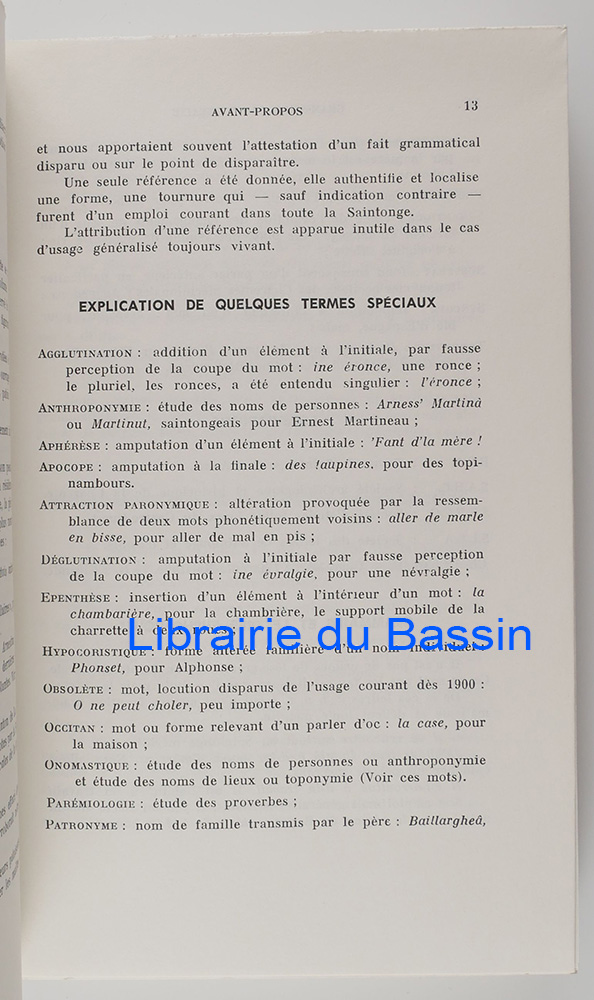 AVANT-PROPOS 13
et nous apportaient souvent l'attestation d'un fait grammatical
disparu ou sur le point de disparaître.
Une seule référence a été donnée, elle authentifie et localise
une forme, une tournure qui — sauf indication contraire —
furent d'un emploi courant dans toute la Saintonge.
L'attribution d'une référence est apparue inutile dans le cas
d'usage généralisé toujours vivant.
EXPLICATION DE QUELQUES TERMES SPÉCIAUX
AGGLUTINATION : addition d'un élément à l'initiale, par fausse
perception de la coupe du mot : ine éronce, une ronce ;
le pluriel, les ronces, a été entendu singulier : l'éronce ;
ANTHROPONYMIE : étude des noms de personnes : Arness' Martinâ
ou Martinut, saintongeais pour Ernest Martineau ;
APHÉRÈSE : amputation d'un élément à l'initiale : 'Fant d'la mère !
APOCOPE : amputation à la finale : des taupines, pour des topi-
nambours.
ATTRACTION PARONYMIQUE : altération provoquée par la ressem-
blance de deux mots phonétiquement voisins : aller de marle
en bisse, pour aller de mal en pis ;
DÉGLUTINATION : amputation à l'initiale par fausse perception
de la coupe du mot : ine évralgie, pour une névralgie ;
EPENTHÈSE : insertion d'un élément à l'intérieur d'un mot : la
chambarière, pour la chambrière, le support mobile de la
charrette à deux roues ;
Librairie du Bassin
HYPOCORISTIQUE : forme altérée familière d'un nom individuel :
Phonset, pour Alphonse ;
OBSOLÈTE : mot, locution disparus de l'usage courant dès 1900 :
O ne peut choler, peu importe ;
OCCITAN : mot ou forme relevant d'un parler d'oc : la case, pour
la maison ;
ONOMASTIQUE : étude des noms de personnes ou anthroponymie
et étude des noms de lieux ou toponymie (Voir ces mots).
PARÉMIOLOGIE : étude des proverbes ;
PATRONYME : nom de famille transmis par le père : Baillargheâ,